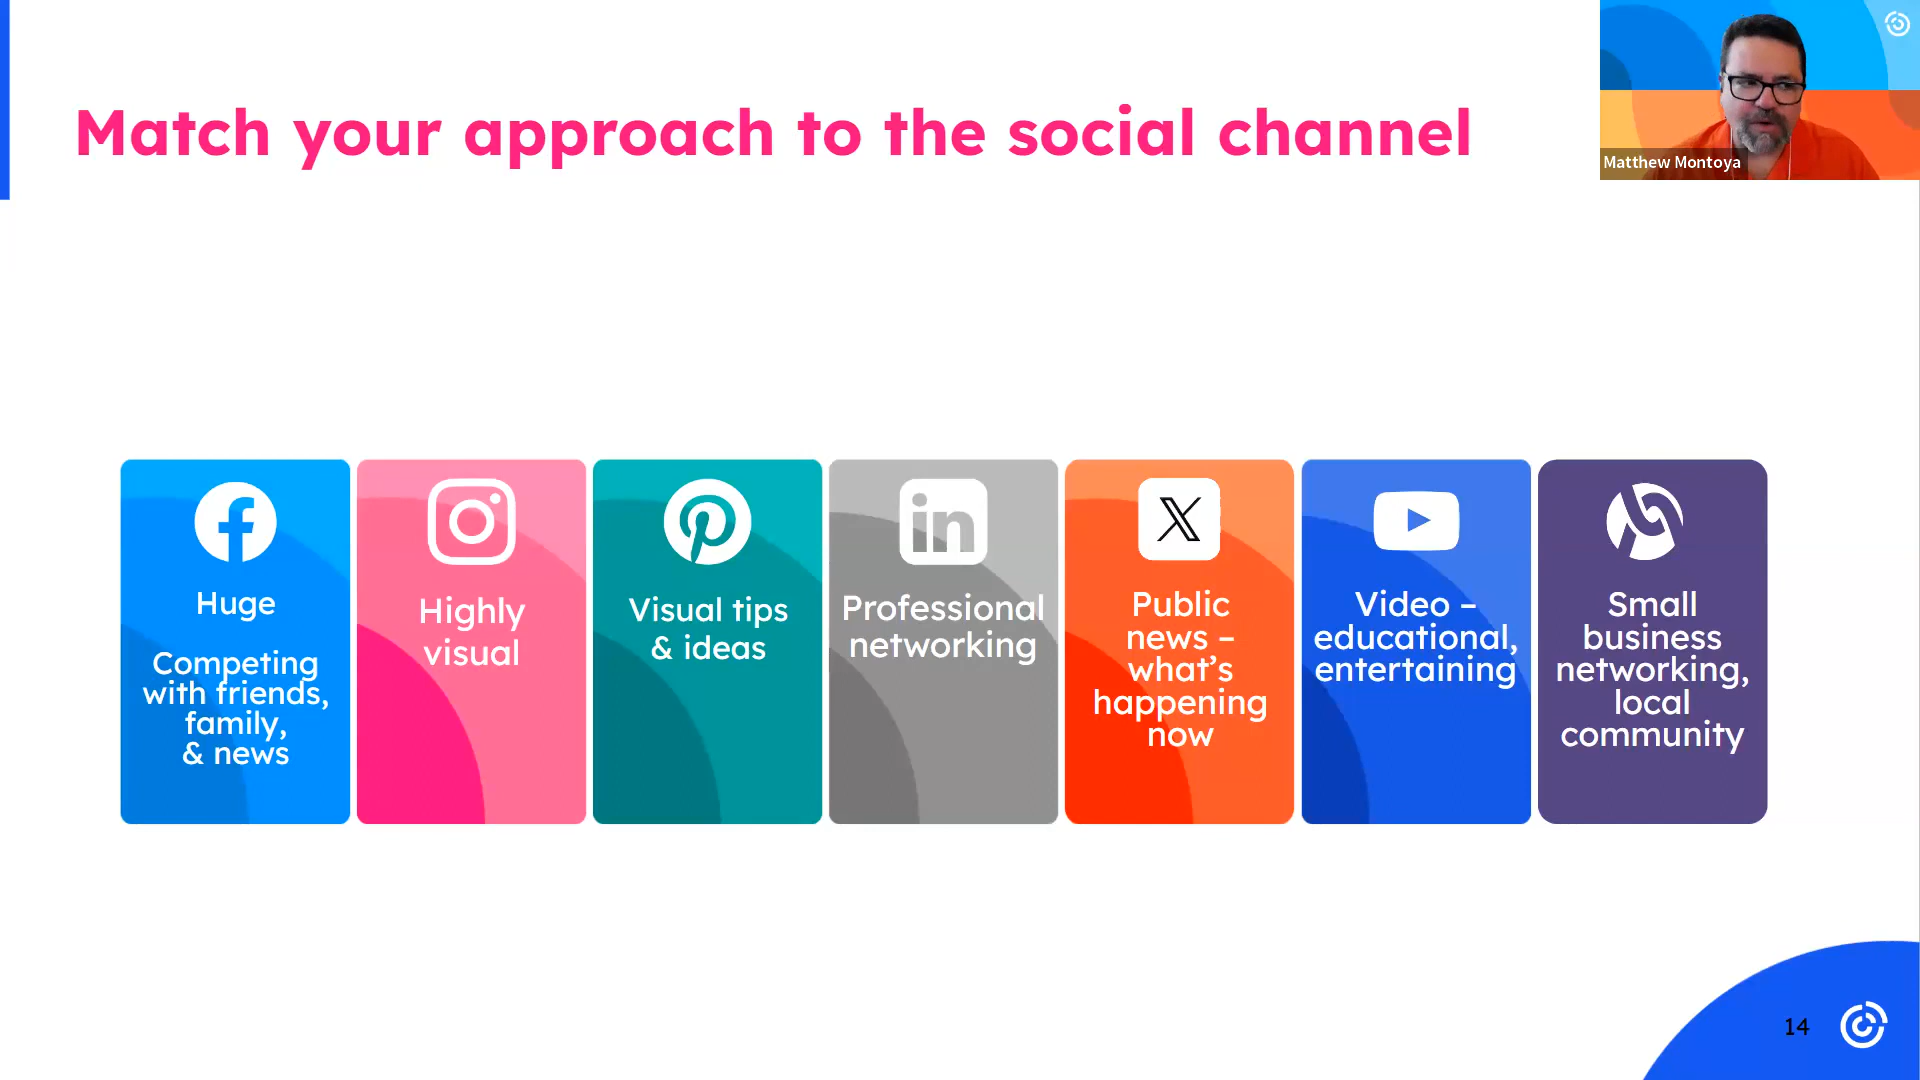 Match your approach to the social channel
Matthew Montoya
Huge
Competing
with friends,
family,
& news
Highly
visual
Visual tips
& ideas
in
Professional
networking
X
Public
news –
what’s
happening
now
Video –
educational,
entertaining
Small
business
networking,
local
community
14